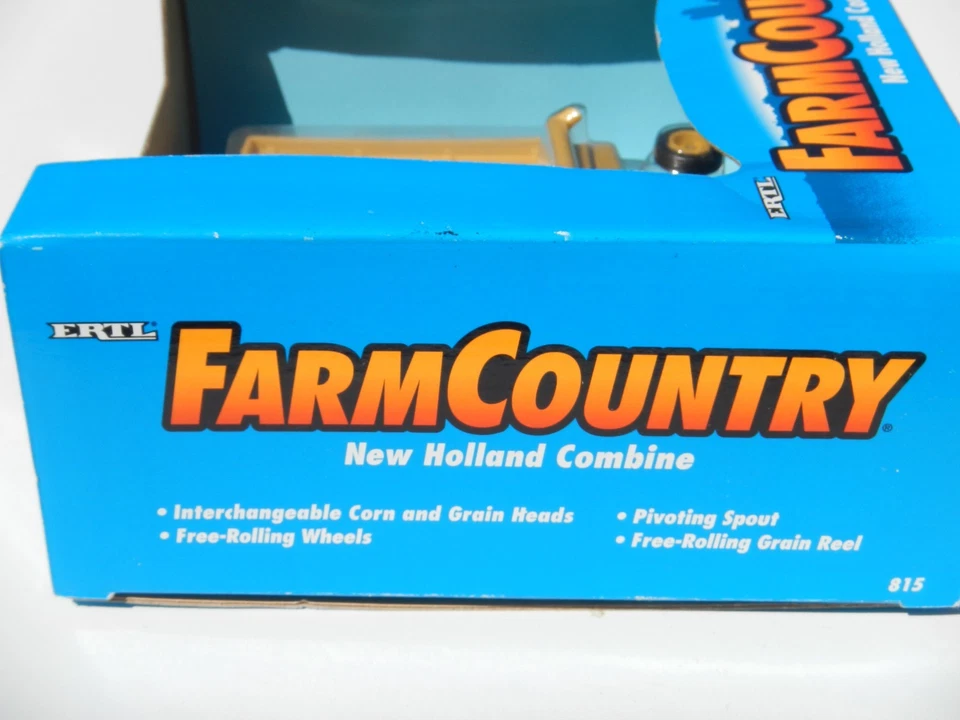 FARMCOU
New Holland Co
ERTL
ERTL®
FARMCOUNTRY®
New Holland Combine
• Interchangeable Corn and Grain Heads
• Free-Rolling Wheels
• Pivoting Spout
• Free-Rolling Grain Reel
815